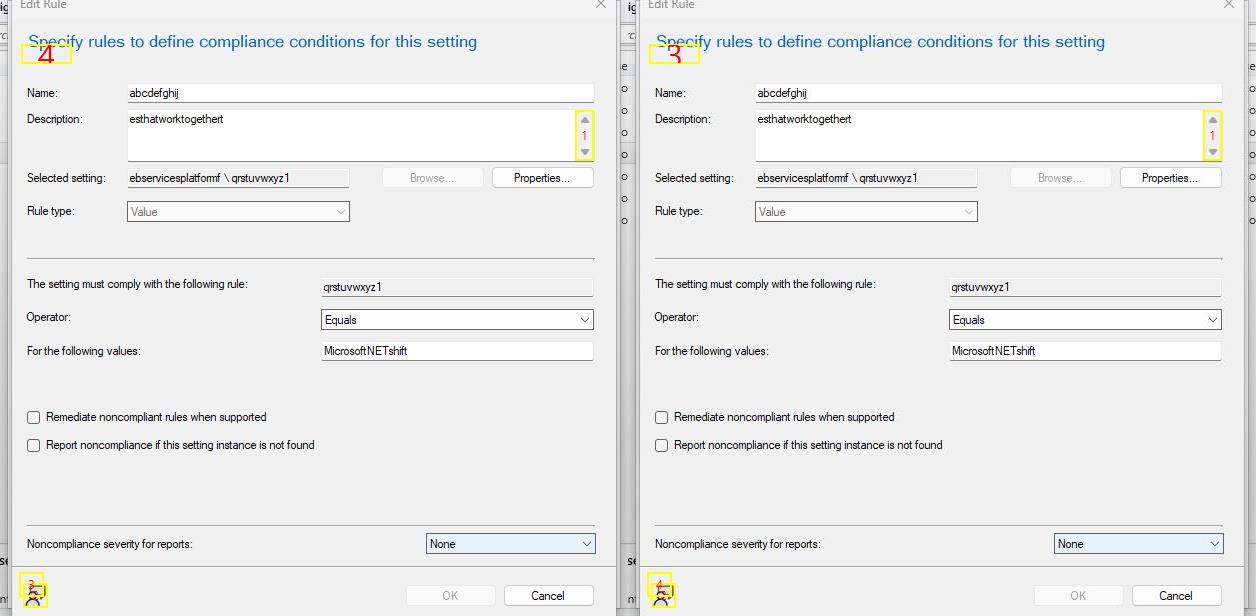 Edit Rule
Specify rules to define compliance conditions for this setting
4
Name:
abcdefghij
Description:
esthatworktogethert
1
Selected setting:
ebservicesplatformf \ qrstuvwxyz1
Browse...
Properties...
Rule type:
Value
The setting must comply with the following rule:
qrstuvwxyz1
Operator:
Equals
For the following values:
MicrosoftNETshift
Remediate noncompliant rules when supported
Report noncompliance if this setting instance is not found
Noncompliance severity for reports:
None
3
OK
Cancel
Edit Rule
Specify rules to define compliance conditions for this setting
3
Name:
abcdefghij
Description:
esthatworktogethert
1
Selected setting:
ebservicesplatformf \ qrstuvwxyz1
Browse...
Properties...
Rule type:
Value
The setting must comply with the following rule:
qrstuvwxyz1
Operator:
Equals
For the following values:
MicrosoftNETshift
Remediate noncompliant rules when supported
Report noncompliance if this setting instance is not found
Noncompliance severity for reports:
None
4
OK
Cancel